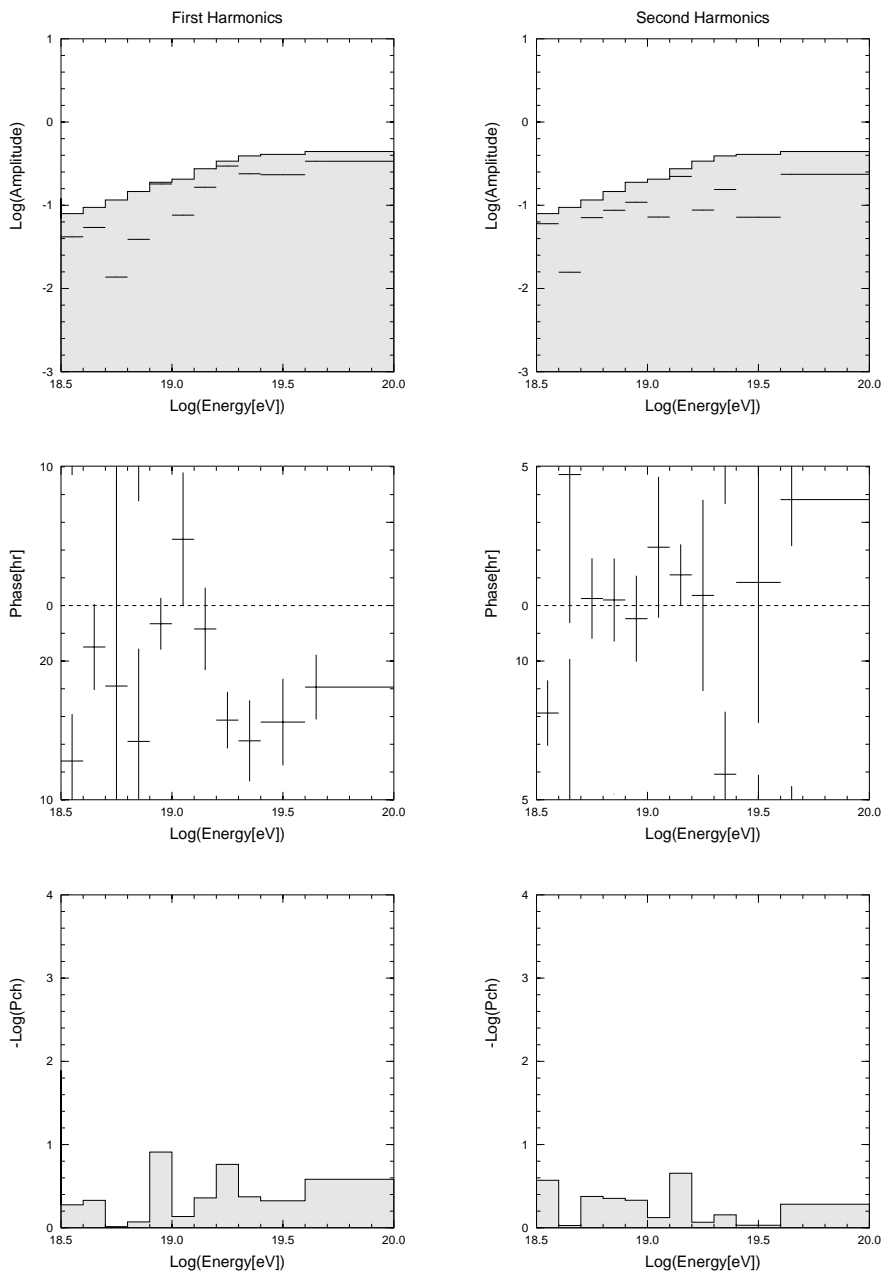 First Harmonics
Second Harmonics
1
0
-1
-2
-3
Log(Amplitude)
18.5 19.0 19.5 20.0
Log(Energy[eV])
1
0
-1
-2
-3
Log(Amplitude)
18.5 19.0 19.5 20.0
Log(Energy[eV])
10
0
20
10
Phase[hr]
18.5 19.0 19.5 20.0
Log(Energy[eV])
5
0
10
5
Phase[hr]
18.5 19.0 19.5 20.0
Log(Energy[eV])
4
3
2
1
0
-Log(Pch)
18.5 19.0 19.5 20.0
Log(Energy[eV])
4
3
2
1
0
-Log(Pch)
18.5 19.0 19.5 20.0
Log(Energy[eV])